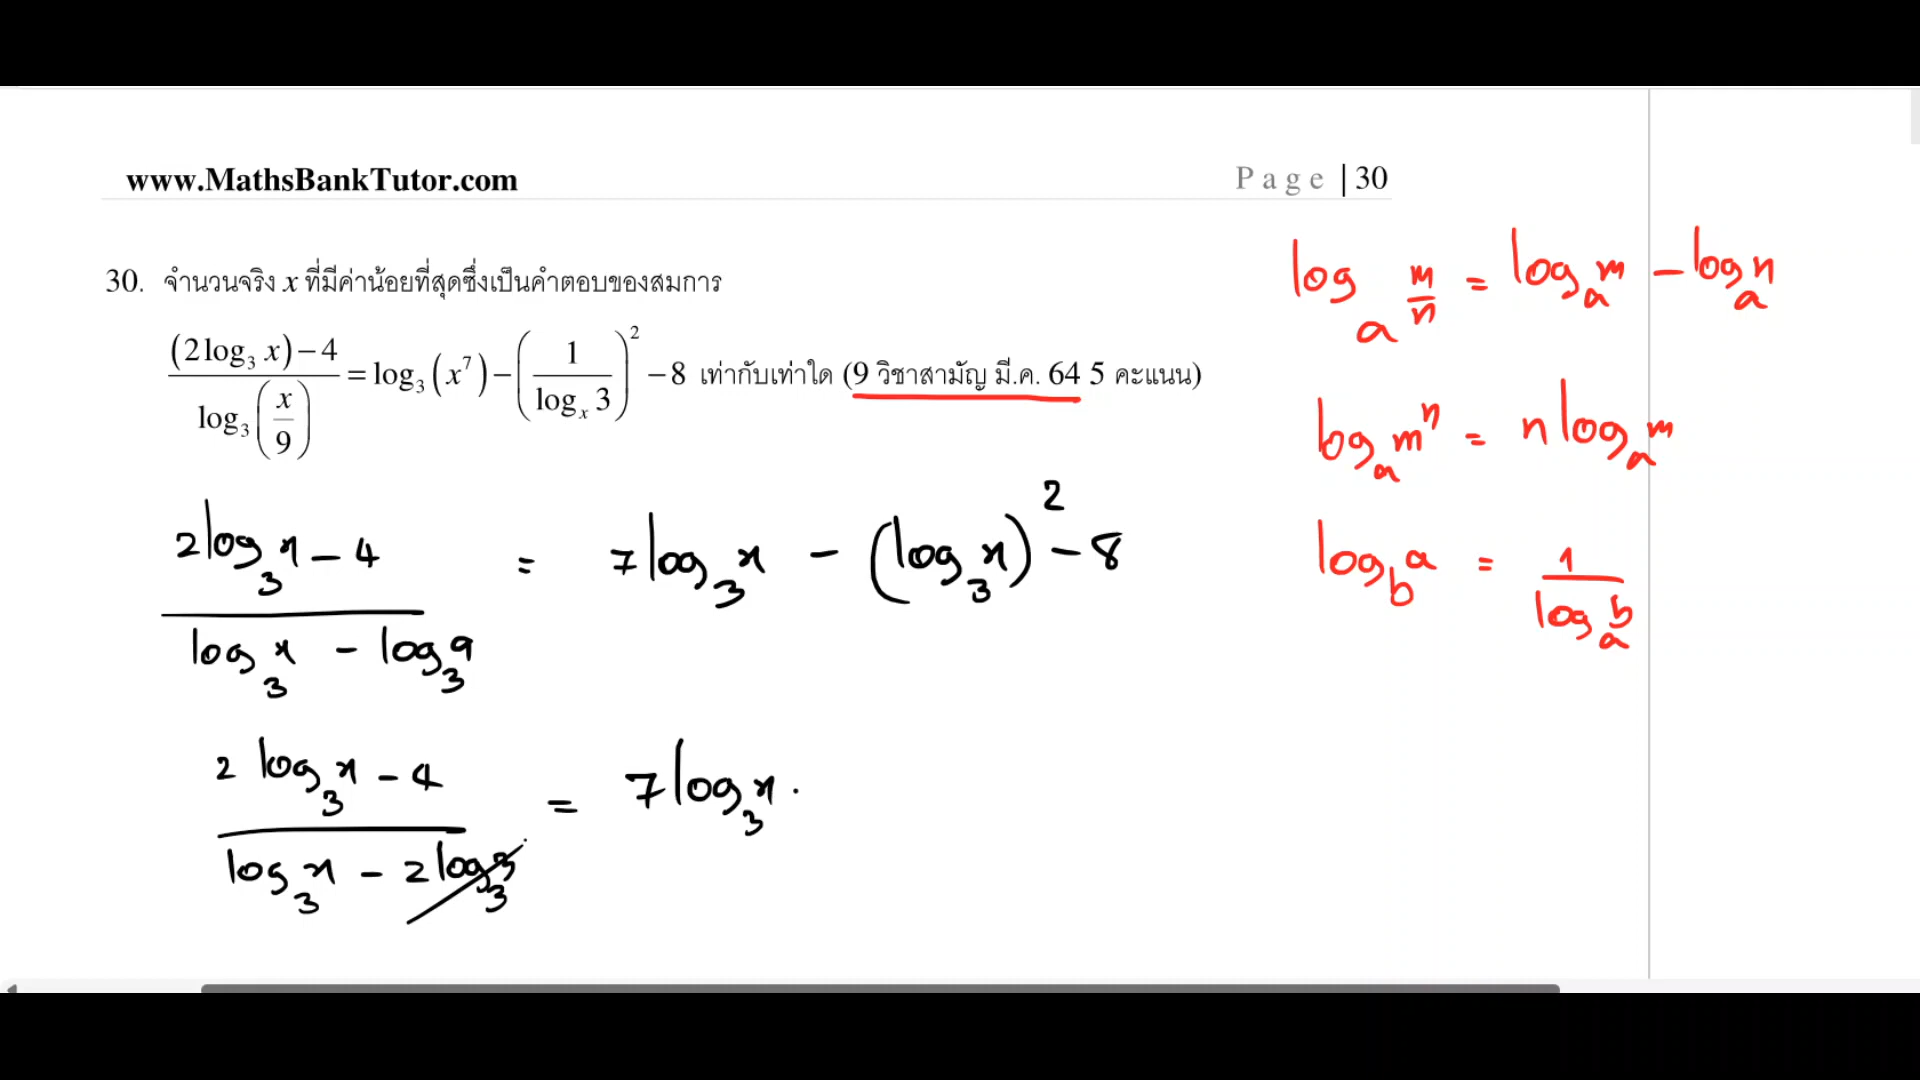 www.MathsBankTutor.com
Page | 30
30. จำนวนจริง x ที่มีค่าน้อยที่สุดซึ่งเป็นคำตอบของสมการ
(2log₃ x) − 4 / log₃(x/9) = log₃(x⁷) − (1/logₓ 3)² − 8 เท่ากับเท่าใด (9 วิชาสามัญ มี.ค. 64 5 คะแนน)
2log₃x − 4 / log₃x − log₃9 = 7log₃x − (log₃x)² − 8
2 log₃x − 4 / log₃x − 2log₃3 = 7log₃x
logₐ m/n = logₐm − logₐn
logₐmⁿ = n logₐm
log_b a = 1/logₐb